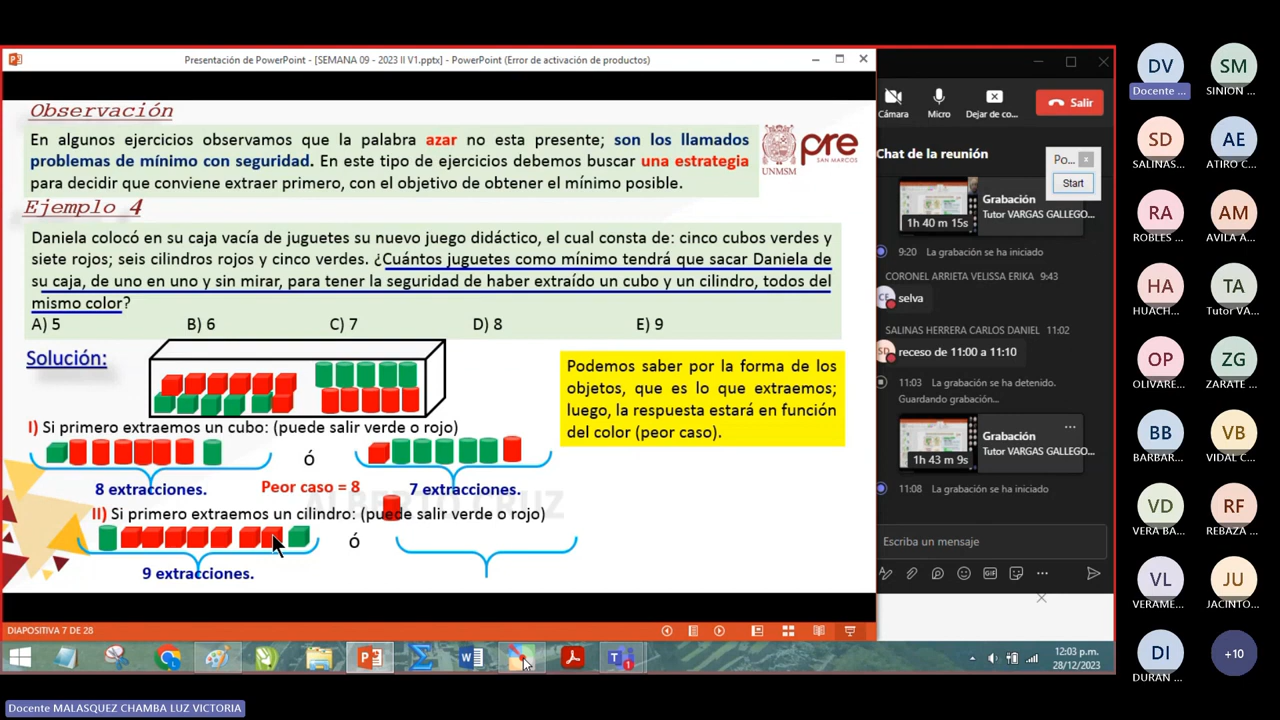 Presentación de PowerPoint - [SEMANA 09 - 2023 II V1.pptx] - PowerPoint (Error de activación de productos)
Observación
En algunos ejercicios observamos que la palabra azar no esta presente; son los llamados
problemas de mínimo con seguridad. En este tipo de ejercicios debemos buscar una estrategia
para decidir que conviene extraer primero, con el objetivo de obtener el mínimo posible.
UNMSM
pre
SAN MARCOS
Ejemplo 4
Daniela colocó en su caja vacía de juguetes su nuevo juego didáctico, el cual consta de: cinco cubos verdes y
siete rojos; seis cilindros rojos y cinco verdes. ¿Cuántos juguetes como mínimo tendrá que sacar Daniela de
su caja, de uno en uno y sin mirar, para tener la seguridad de haber extraído un cubo y un cilindro, todos del
mismo color?
A) 5 B) 6 C) 7 D) 8 E) 9
Solución:
Podemos saber por la forma de los
objetos, que es lo que extraemos;
luego, la respuesta estará en función
del color (peor caso).
I) Si primero extraemos un cubo: (puede salir verde o rojo)
ó
8 extracciones. Peor caso = 8 7 extracciones.
II) Si primero extraemos un cilindro: (puede salir verde o rojo)
ó
9 extracciones.
DIAPOSITIVA 7 DE 28
Cámara Micro Dejar de co... Salir
Chat de la reunión
Po...
Start
Grabación
1h 40 m 15s Tutor VARGAS GALLEGO...
9:20 La grabación se ha iniciado
CORONEL ARRIETA VELISSA ERIKA 9:43
CE selva
SALINAS HERRERA CARLOS DANIEL 11:02
SD receso de 11:00 a 11:10
11:03 La grabación se ha detenido.
Guardando grabación...
Grabación
1h 43 m 9s Tutor VARGAS GALLEGO...
11:08 La grabación se ha iniciado
Escriba un mensaje
12:03 p.m.
28/12/2023
DV SM
Docente ... SINION ...
SD AE
SALINAS... ATIRO C...
RA AM
ROBLES ... AVILA A...
HA TA
HUACH... Tutor VA...
OP ZG
OLIVARE... ZARATE ...
BB VB
BARBAR... VIDAL C...
VD RF
VERA BA... REBAZA ...
VL JU
VERAME... JACINTO...
DI +10
DURAN ...
Docente MALASQUEZ CHAMBA LUZ VICTORIA